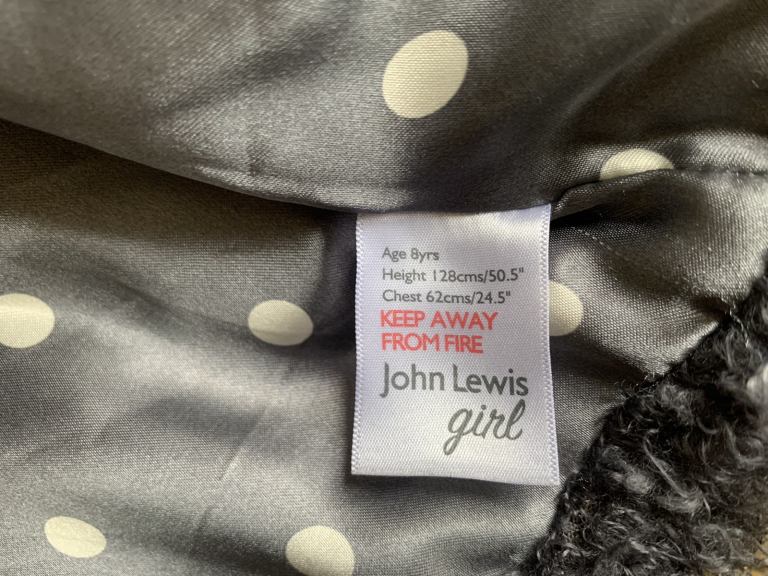 Age 8yrs
Height 128cms/50.5"
Chest 62cms/24.5"
KEEP AWAY
FROM FIRE
John Lewis
girl